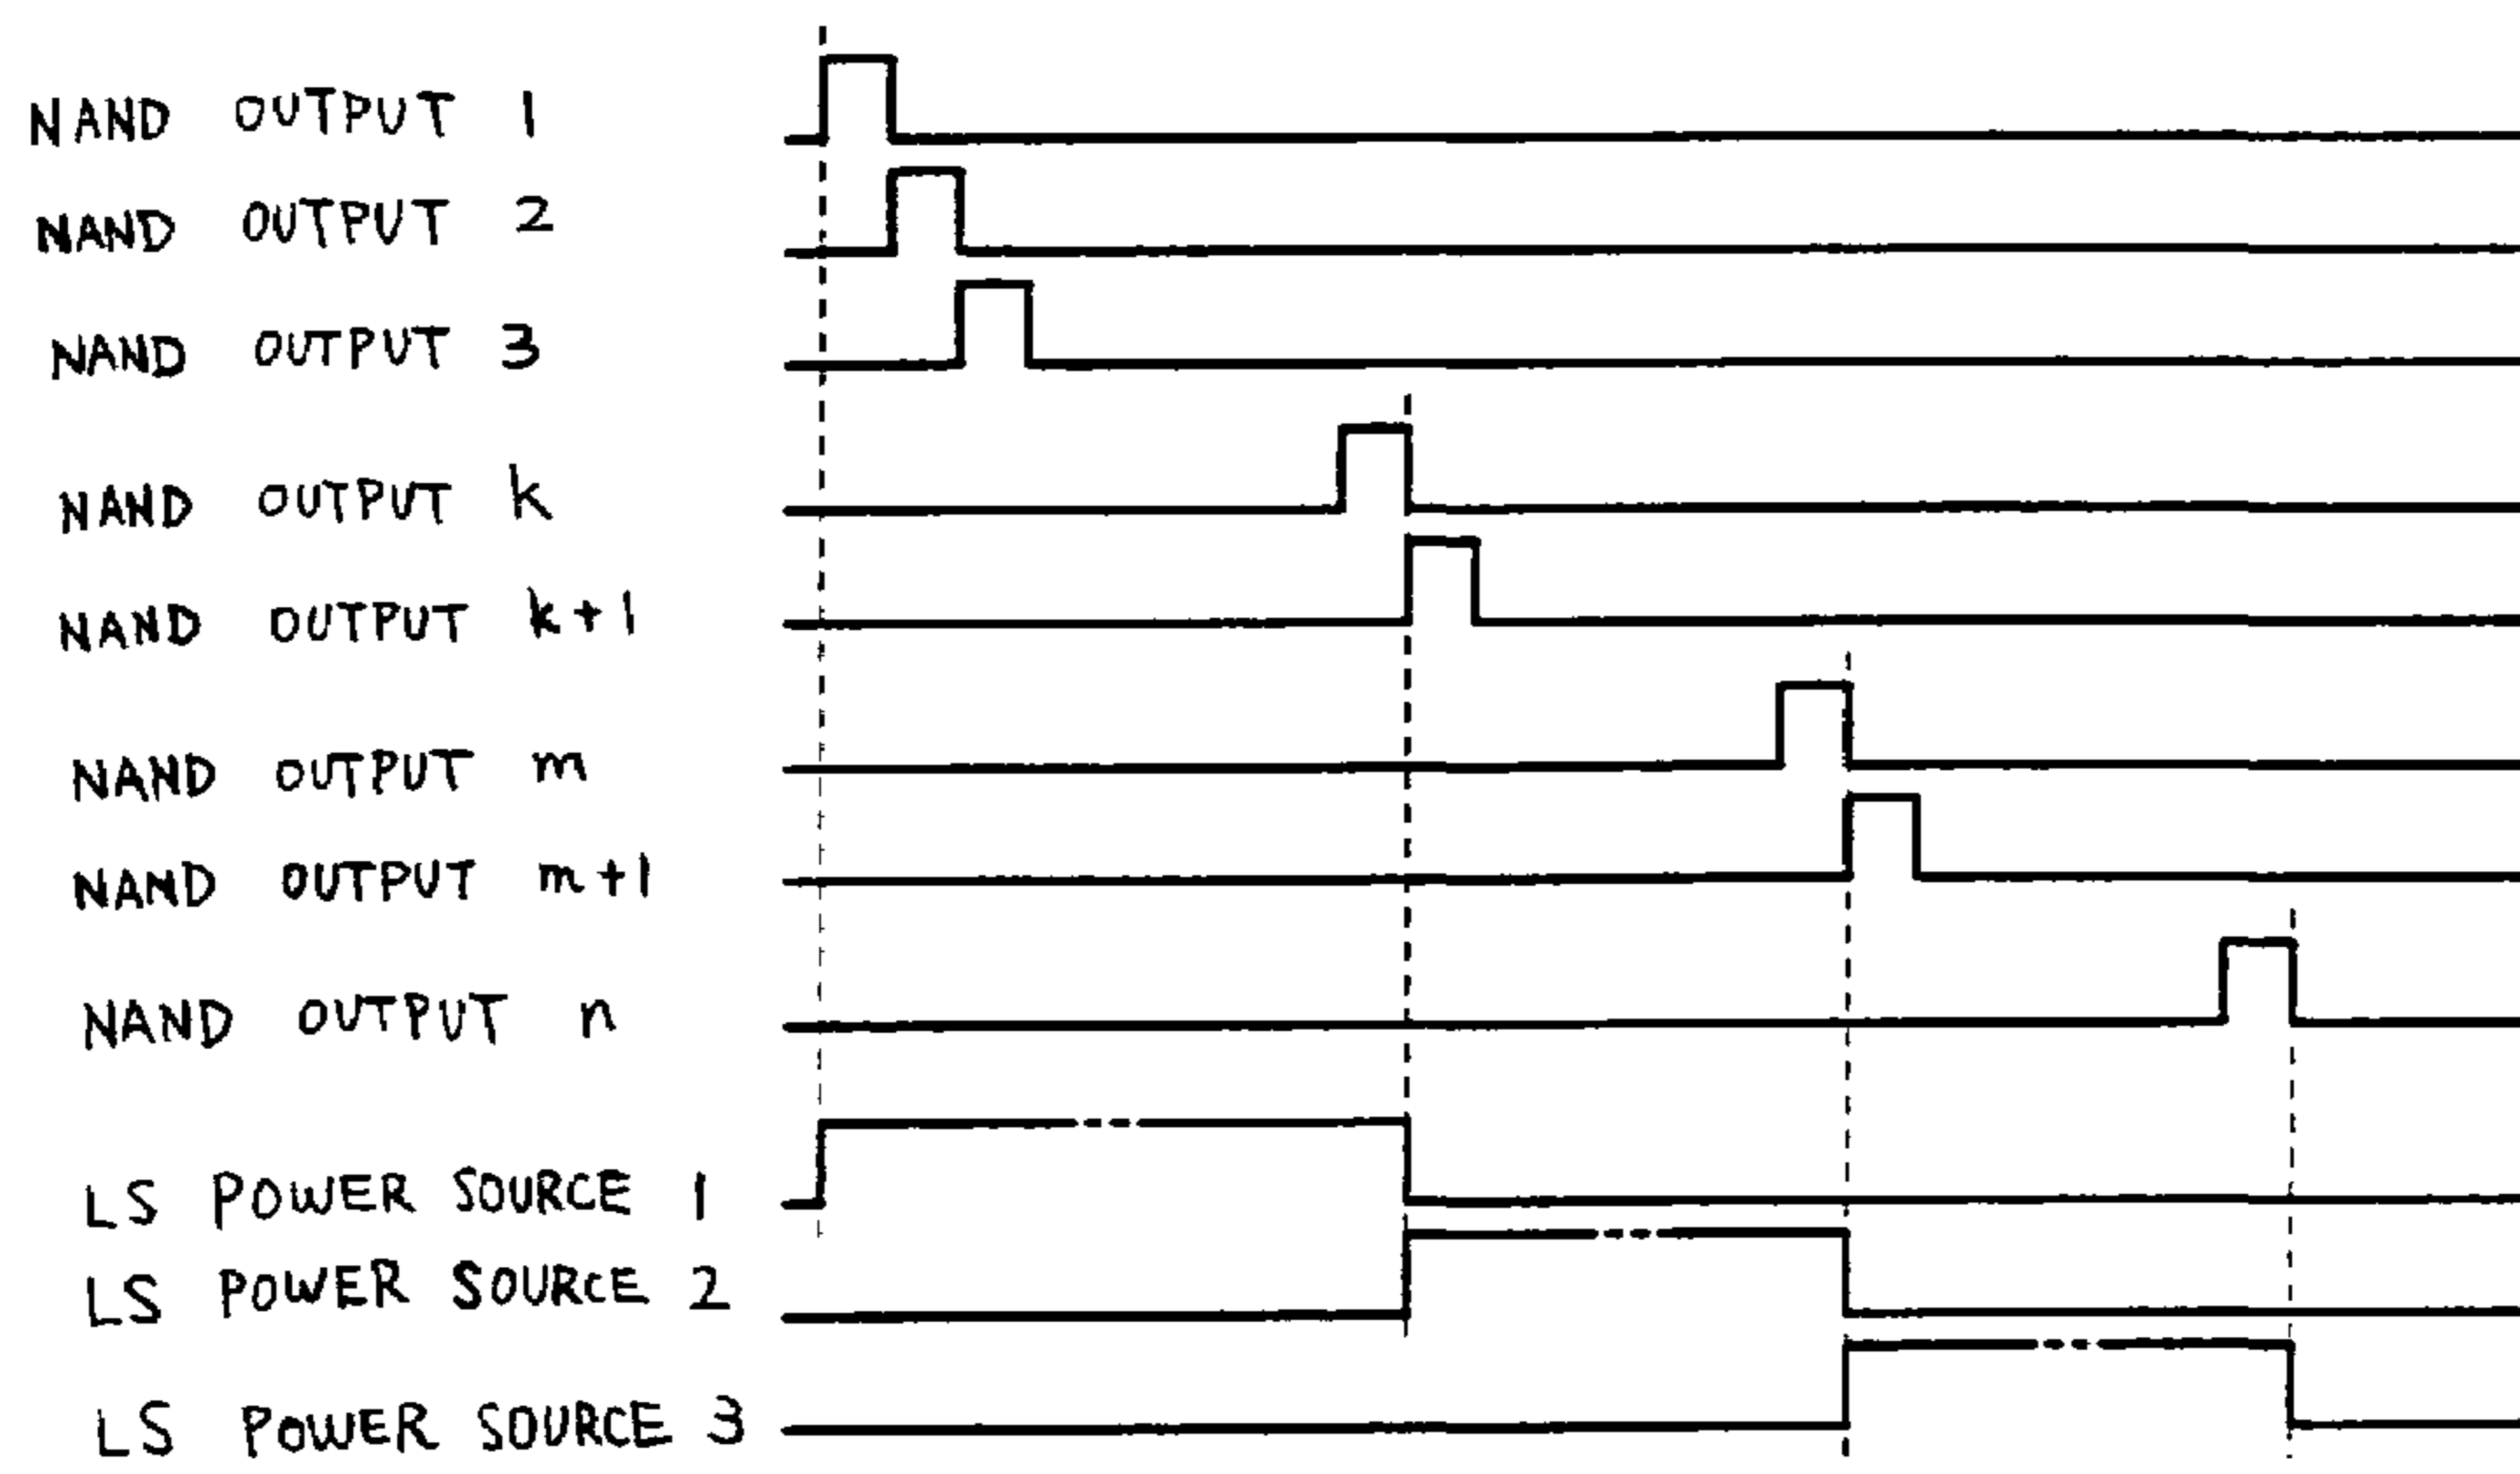 NAND OUTPUT 1
NAND OUTPUT 2
NAND OUTPUT 3
NAND OUTPUT k
NAND OUTPUT k+1
NAND OUTPUT m
NAND OUTPUT m+1
NAND OUTPUT n
LS POWER SOURCE 1
LS POWER SOURCE 2
LS POWER SOURCE 3